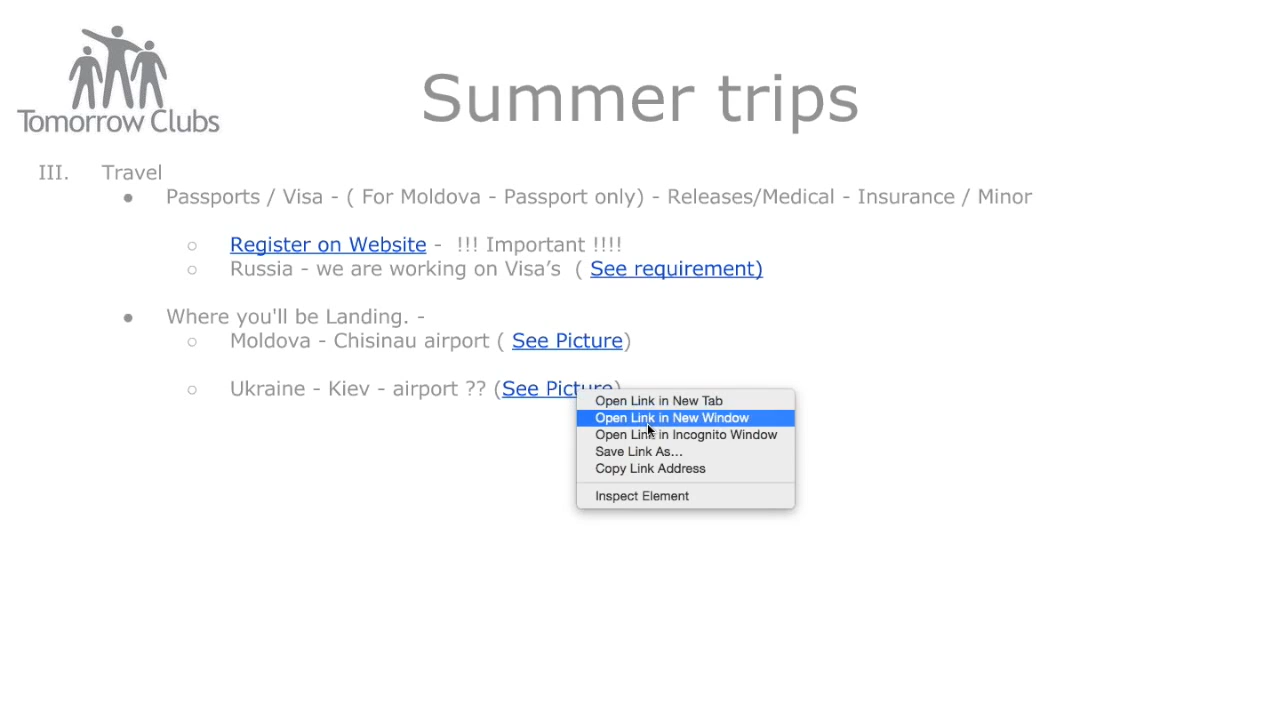 Tomorrow Clubs
Summer trips
III. Travel
● Passports / Visa - ( For Moldova - Passport only) - Releases/Medical - Insurance / Minor
○ Register on Website - !!! Important !!!!
○ Russia - we are working on Visa’s ( See requirement)
● Where you'll be Landing. -
○ Moldova - Chisinau airport ( See Picture)
○ Ukraine - Kiev - airport ?? (See Picture)
Open Link in New Tab
Open Link in New Window
Open Link in Incognito Window
Save Link As...
Copy Link Address
Inspect Element